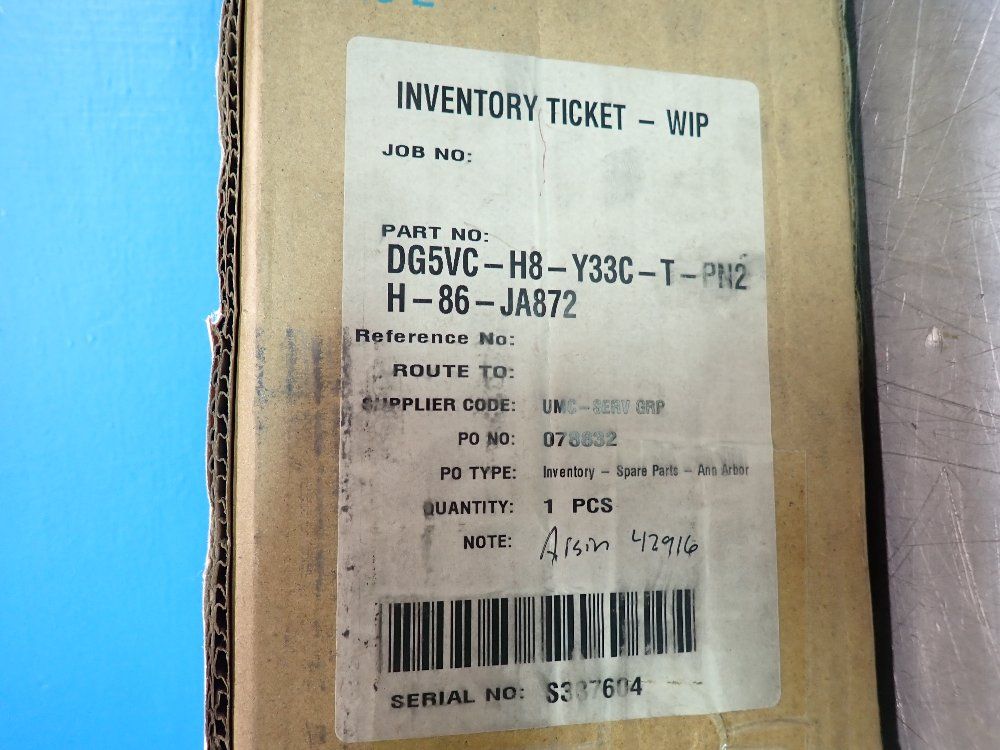 INVENTORY TICKET - WIP
JOB NO:
PART NO:
DG5VC-H8-Y33C-T-PN2
H-86-JA872
Reference No:
ROUTE TO:
SUPPLIER CODE: UMC-SERV GRP
PO NO:
PO TYPE: Inventory - Spare Parts - Ann Arbor
QUANTITY: 1 PCS
NOTE: 42916
SERIAL NO: